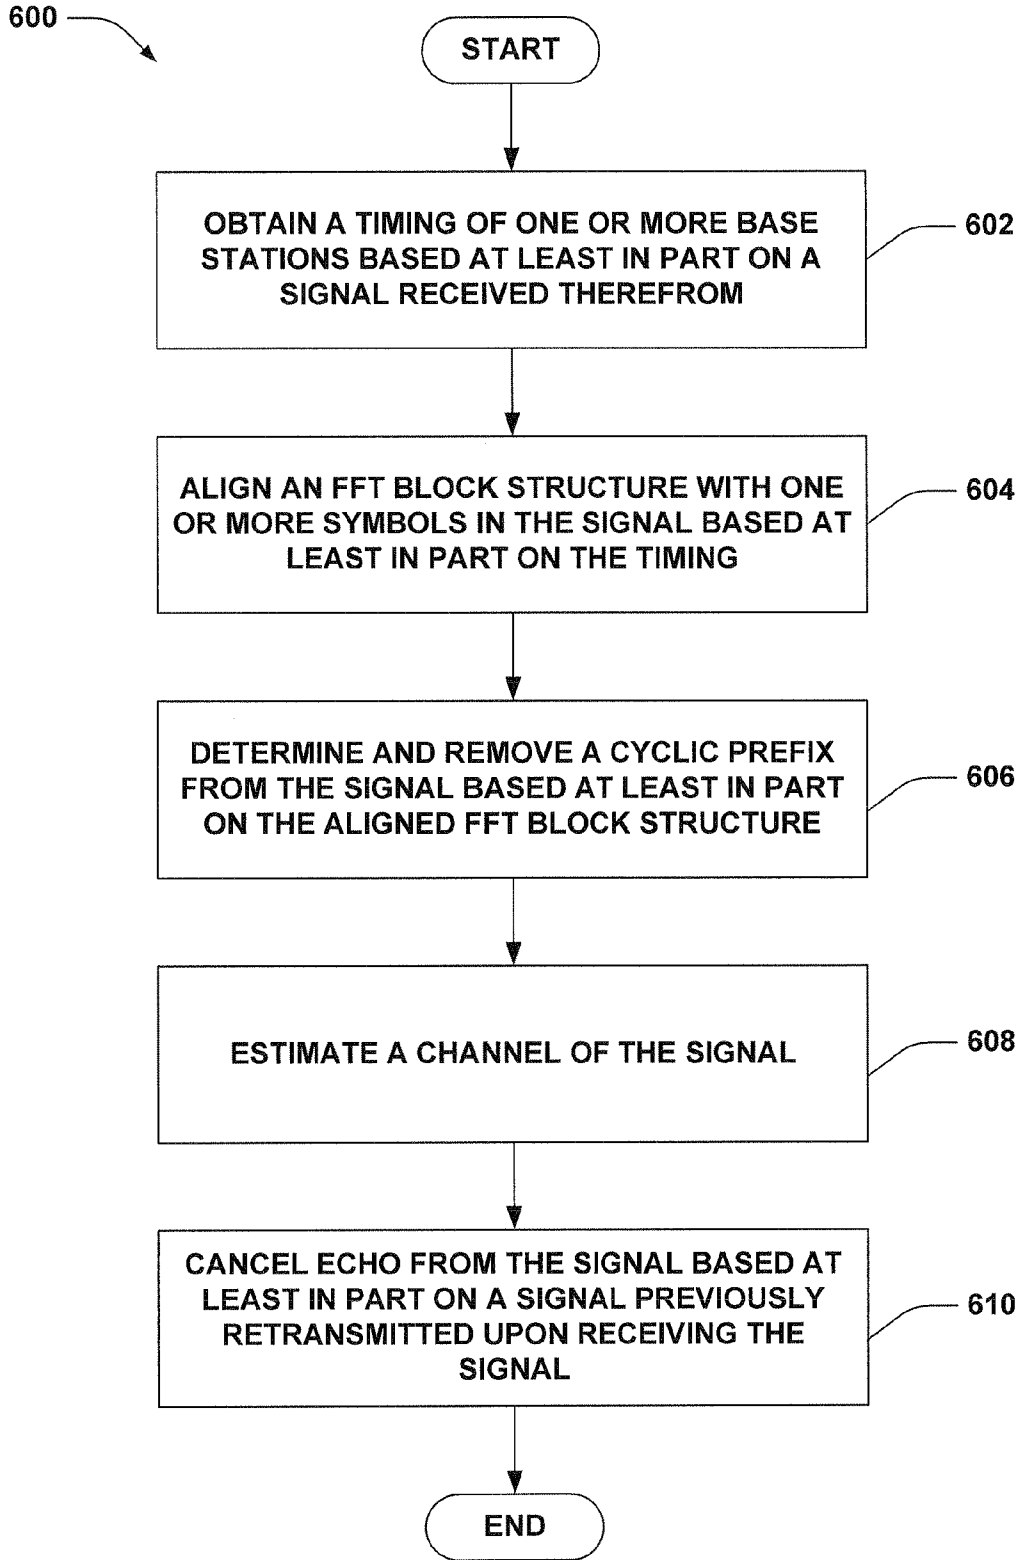 600
START
OBTAIN A TIMING OF ONE OR MORE BASE
STATIONS BASED AT LEAST IN PART ON A
SIGNAL RECEIVED THEREFROM
602
ALIGN AN FFT BLOCK STRUCTURE WITH ONE
OR MORE SYMBOLS IN THE SIGNAL BASED AT
LEAST IN PART ON THE TIMING
604
DETERMINE AND REMOVE A CYCLIC PREFIX
FROM THE SIGNAL BASED AT LEAST IN PART
ON THE ALIGNED FFT BLOCK STRUCTURE
606
ESTIMATE A CHANNEL OF THE SIGNAL
608
CANCEL ECHO FROM THE SIGNAL BASED AT
LEAST IN PART ON A SIGNAL PREVIOUSLY
RETRANSMITTED UPON RECEIVING THE
SIGNAL
610
END